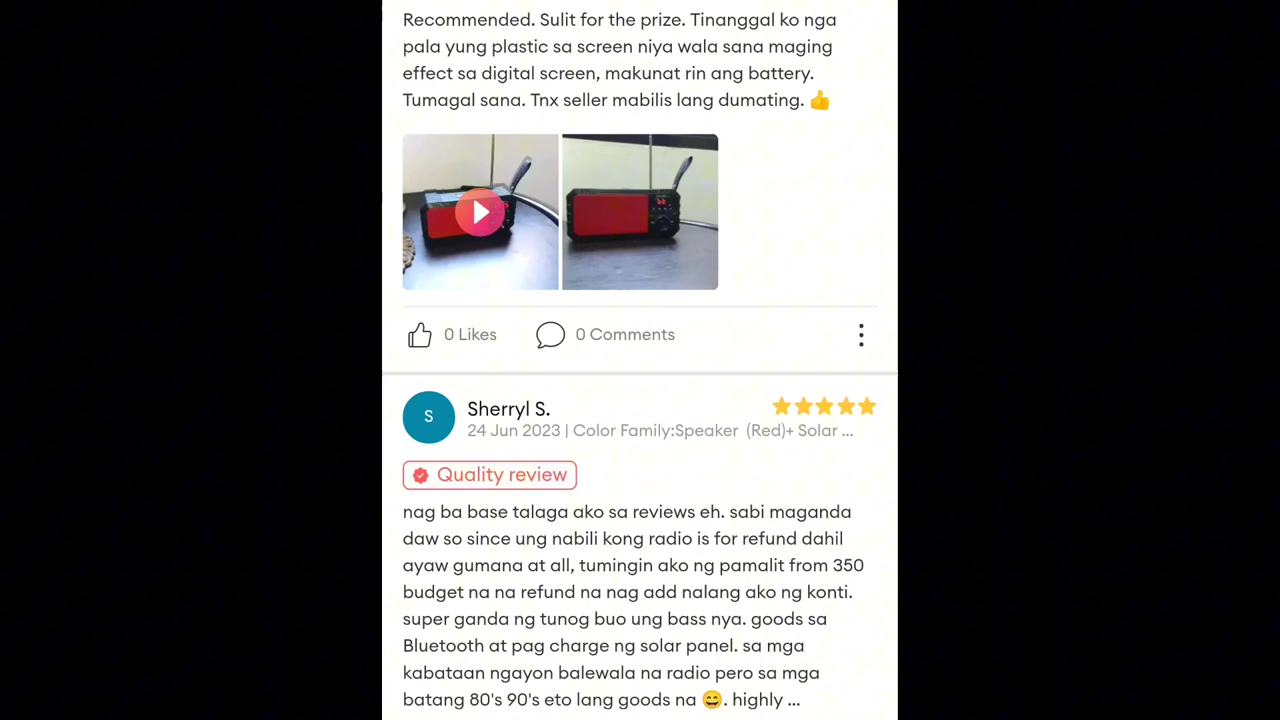 Recommended. Sulit for the prize. Tinanggal ko nga
pala yung plastic sa screen niya wala sana maging
effect sa digital screen, makunat rin ang battery.
Tumagal sana. Tnx seller mabilis lang dumating. 👍
0 Likes
0 Comments
S
Sherryl S.
24 Jun 2023 | Color Family:Speaker (Red)+ Solar ...
Quality review
nag ba base talaga ako sa reviews eh. sabi maganda
daw so since ung nabili kong radio is for refund dahil
ayaw gumana at all, tumingin ako ng pamalit from 350
budget na na refund na nag add nalang ako ng konti.
super ganda ng tunog buo ung bass nya. goods sa
Bluetooth at pag charge ng solar panel. sa mga
kabataan ngayon balewala na radio pero sa mga
batang 80's 90's eto lang goods na 😄. highly ...